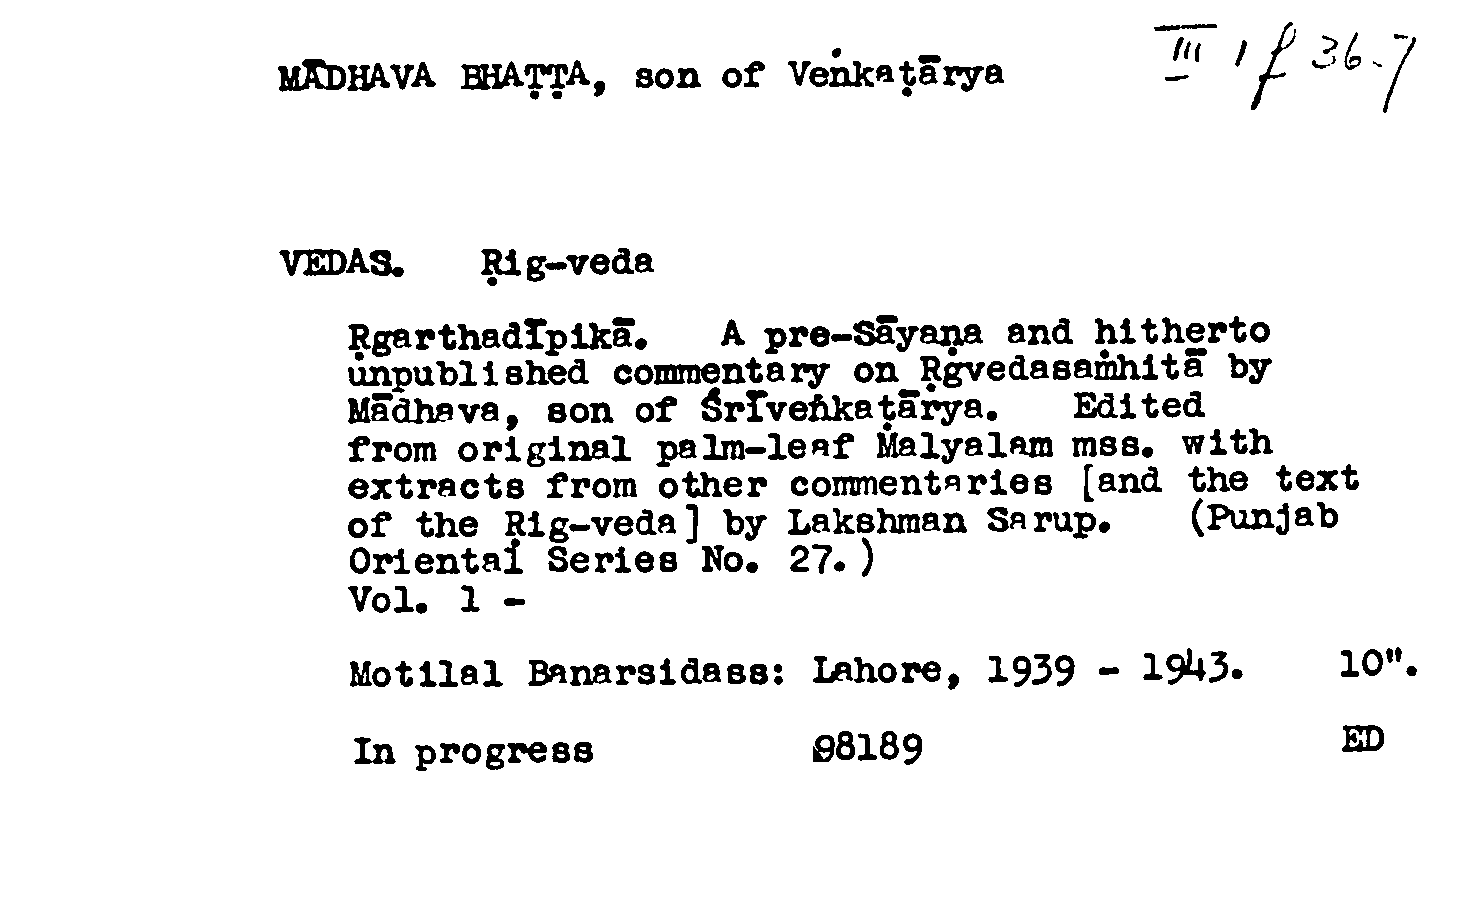 MĀDHAVA BHAṬṬA, son of Veṅkaṭārya
III 1 f 36.7
VEDAS. Ṛig-veda
Ṛgarthadīpikā. A pre-Sāyaṇa and hitherto
unpublished commentary on Ṛgvedasaṁhitā by
Mādhava, son of Śrīveṅkaṭārya. Edited
from original palm-leaf Malyalam mss. with
extracts from other commentaries [and the text
of the Ṛig-veda] by Lakshman Sarup. (Punjab
Oriental Series No. 27.)
Vol. 1 -
Motilal Banarsidass: Lahore, 1939 - 1943. 10".
In progress 98189 ED